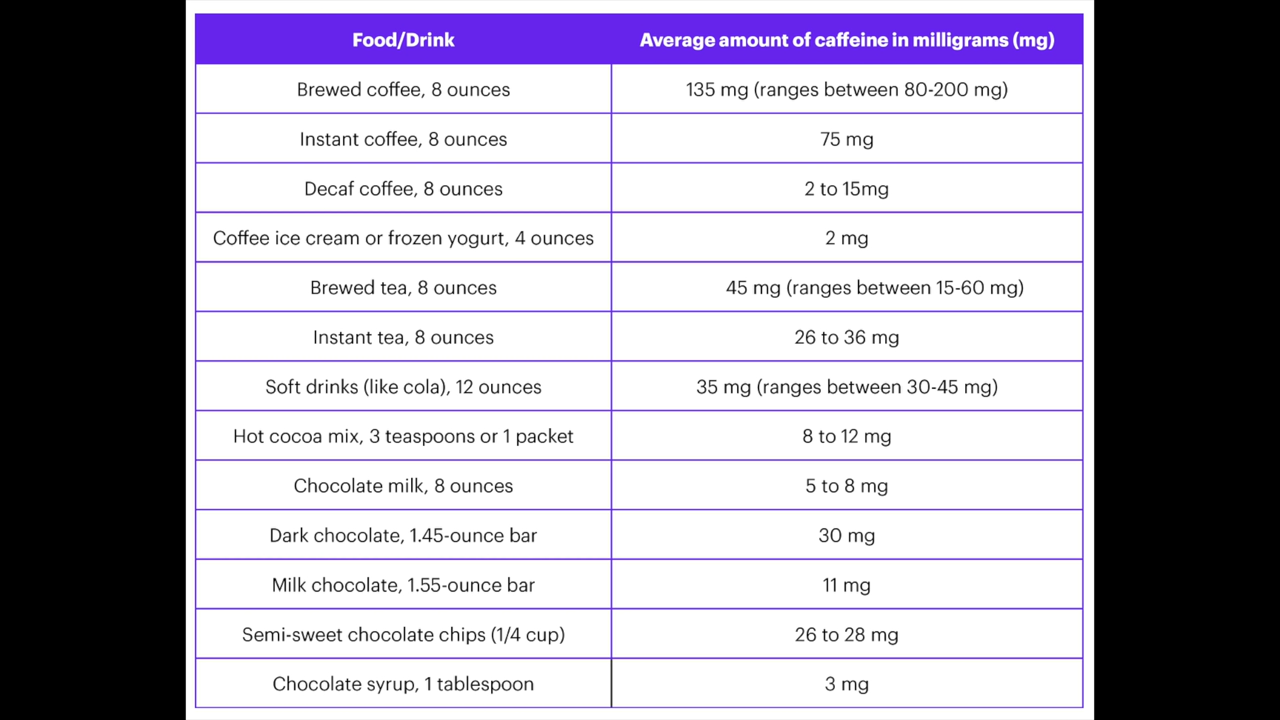 Food/Drink Average amount of caffeine in milligrams (mg)
Brewed coffee, 8 ounces 135 mg (ranges between 80-200 mg)
Instant coffee, 8 ounces 75 mg
Decaf coffee, 8 ounces 2 to 15mg
Coffee ice cream or frozen yogurt, 4 ounces 2 mg
Brewed tea, 8 ounces 45 mg (ranges between 15-60 mg)
Instant tea, 8 ounces 26 to 36 mg
Soft drinks (like cola), 12 ounces 35 mg (ranges between 30-45 mg)
Hot cocoa mix, 3 teaspoons or 1 packet 8 to 12 mg
Chocolate milk, 8 ounces 5 to 8 mg
Dark chocolate, 1.45-ounce bar 30 mg
Milk chocolate, 1.55-ounce bar 11 mg
Semi-sweet chocolate chips (1/4 cup) 26 to 28 mg
Chocolate syrup, 1 tablespoon 3 mg